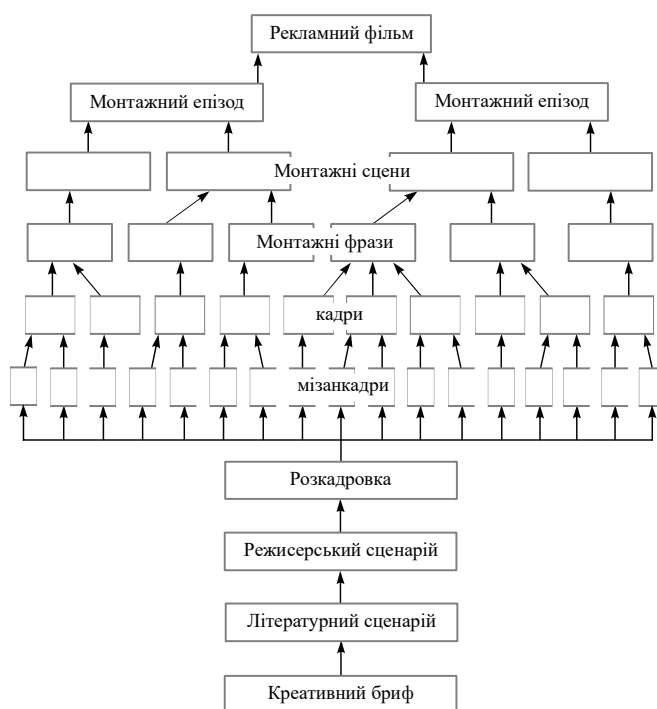 Рекламний фільм
Монтажний епізод
Монтажний епізод
Монтажні сцени
Монтажні фрази
кадри
мізанкадри
Розкадровка
Режисерський сценарій
Літературний сценарій
Креативний бриф